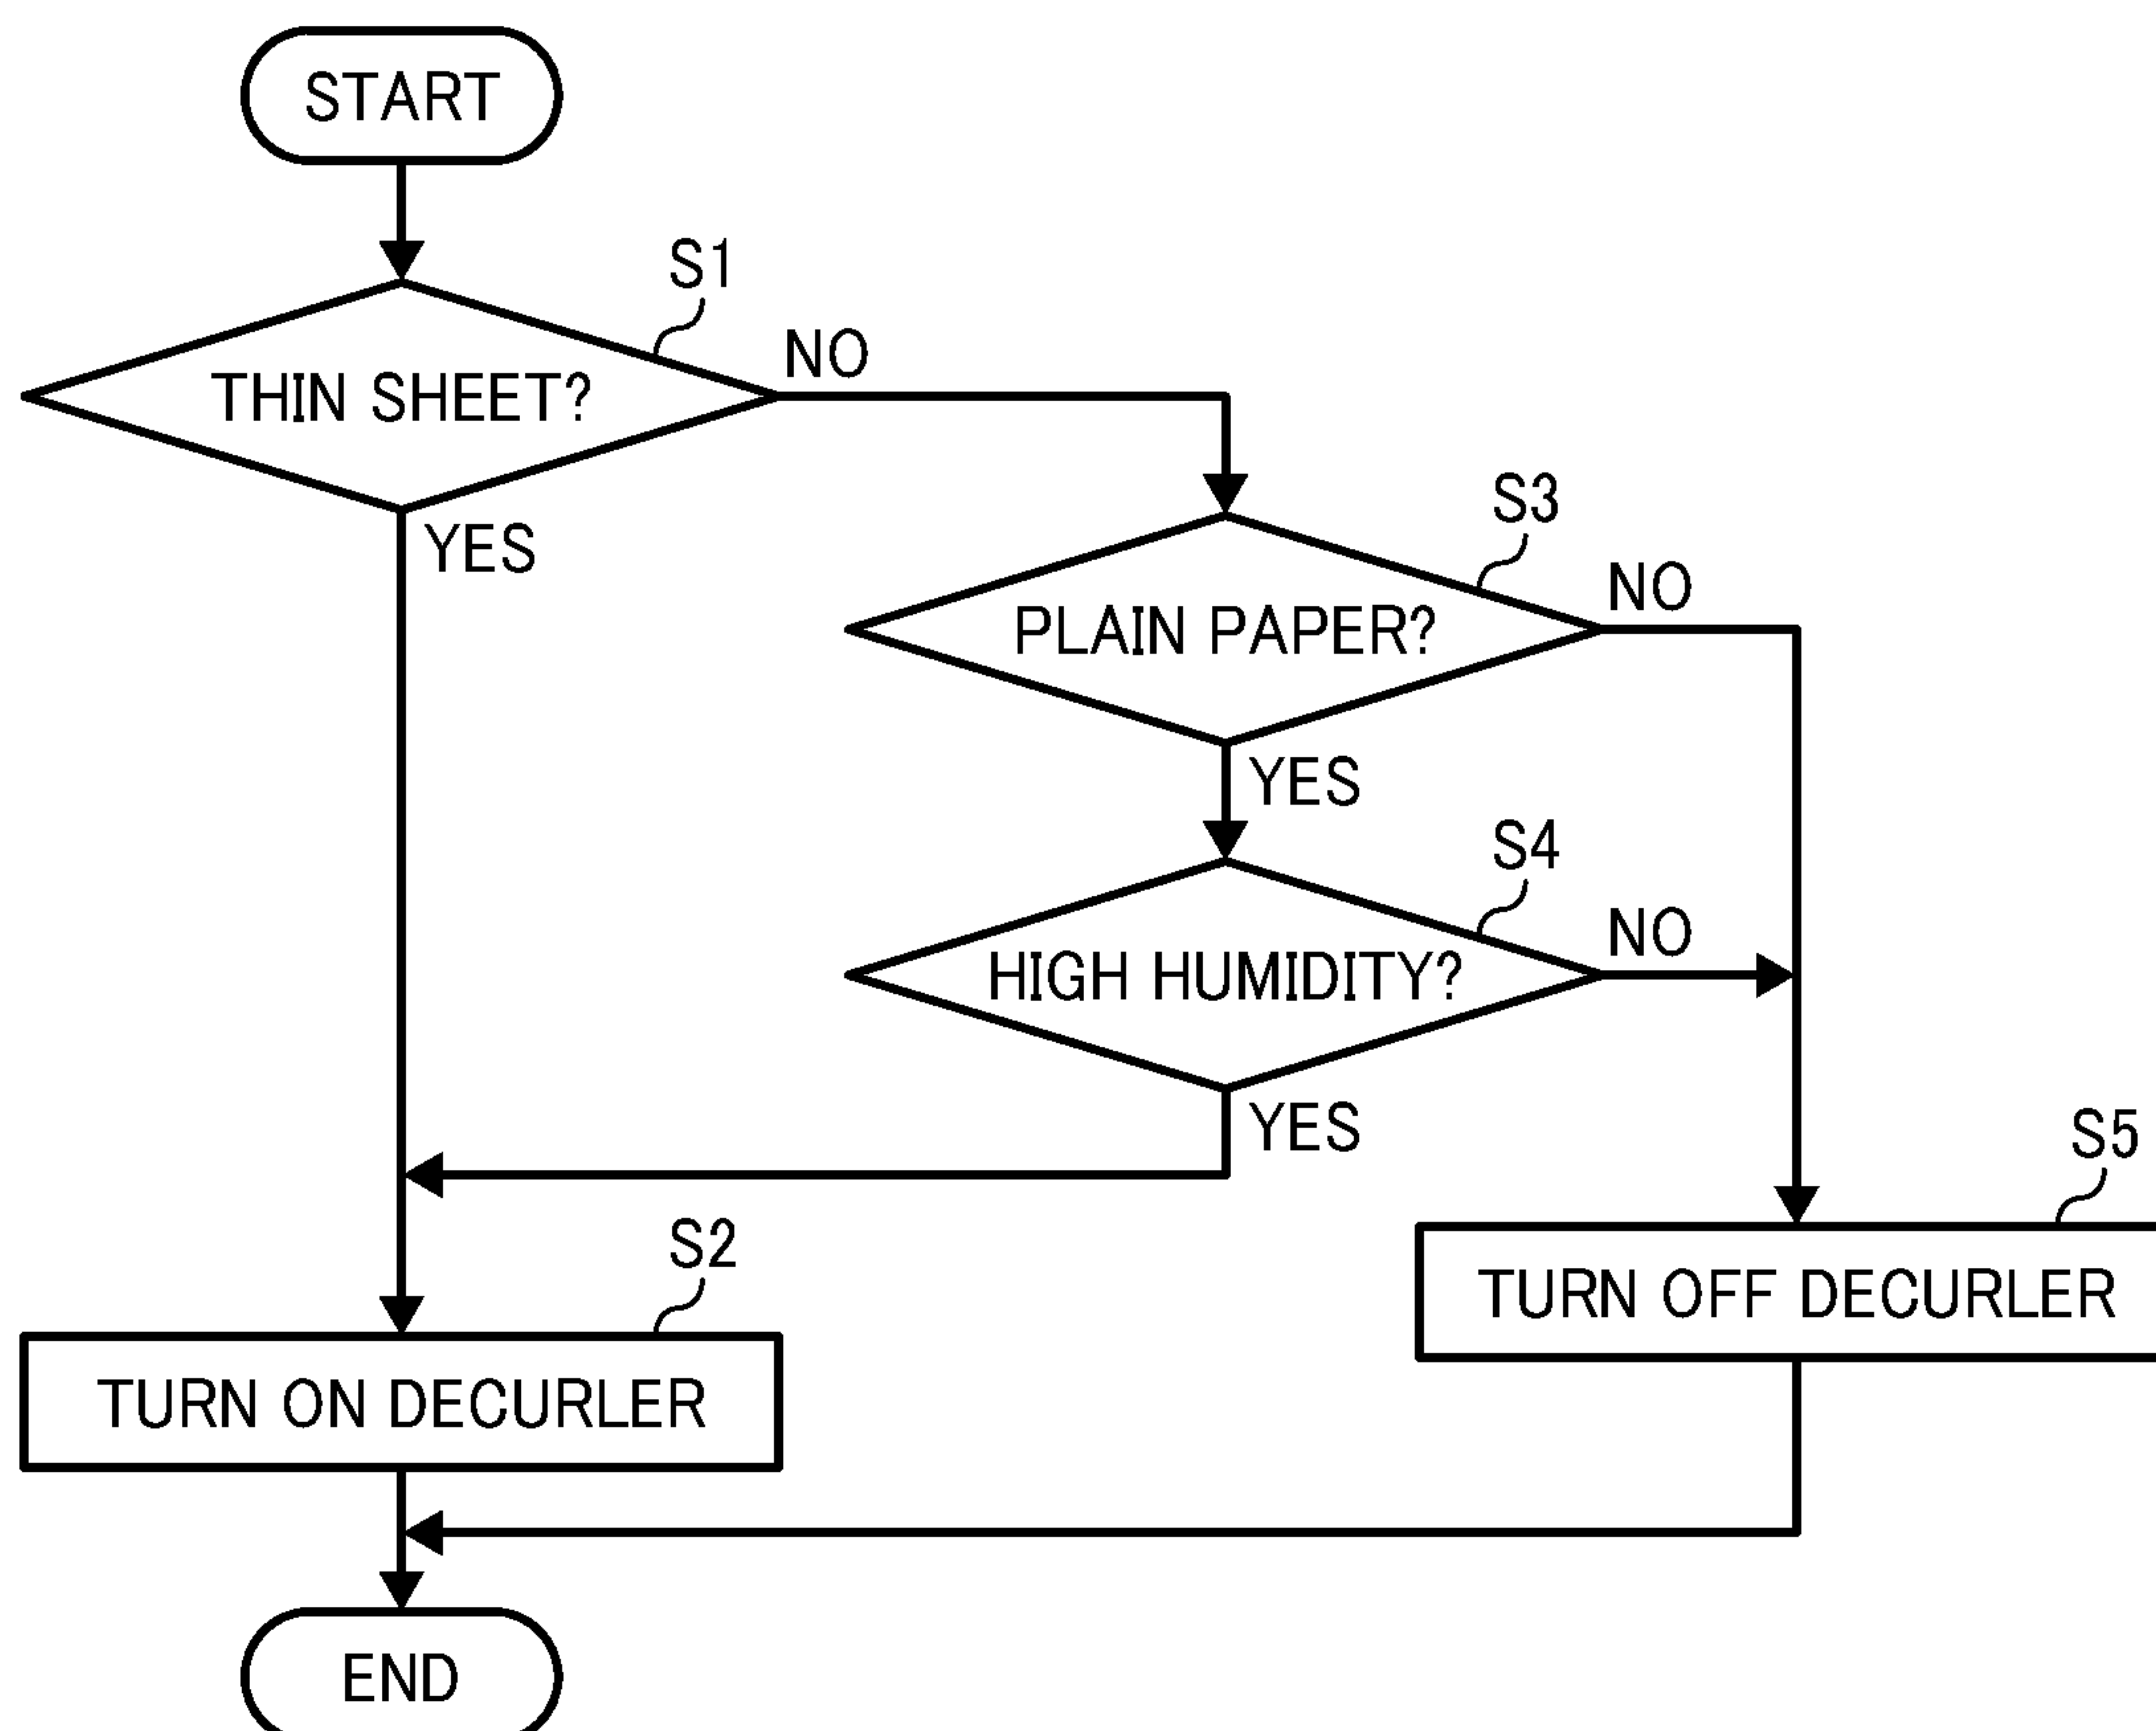 START
S1
THIN SHEET?
NO
YES
S3
PLAIN PAPER?
NO
YES
S4
HIGH HUMIDITY?
NO
YES
S5
TURN OFF DECURLER
S2
TURN ON DECURLER
END